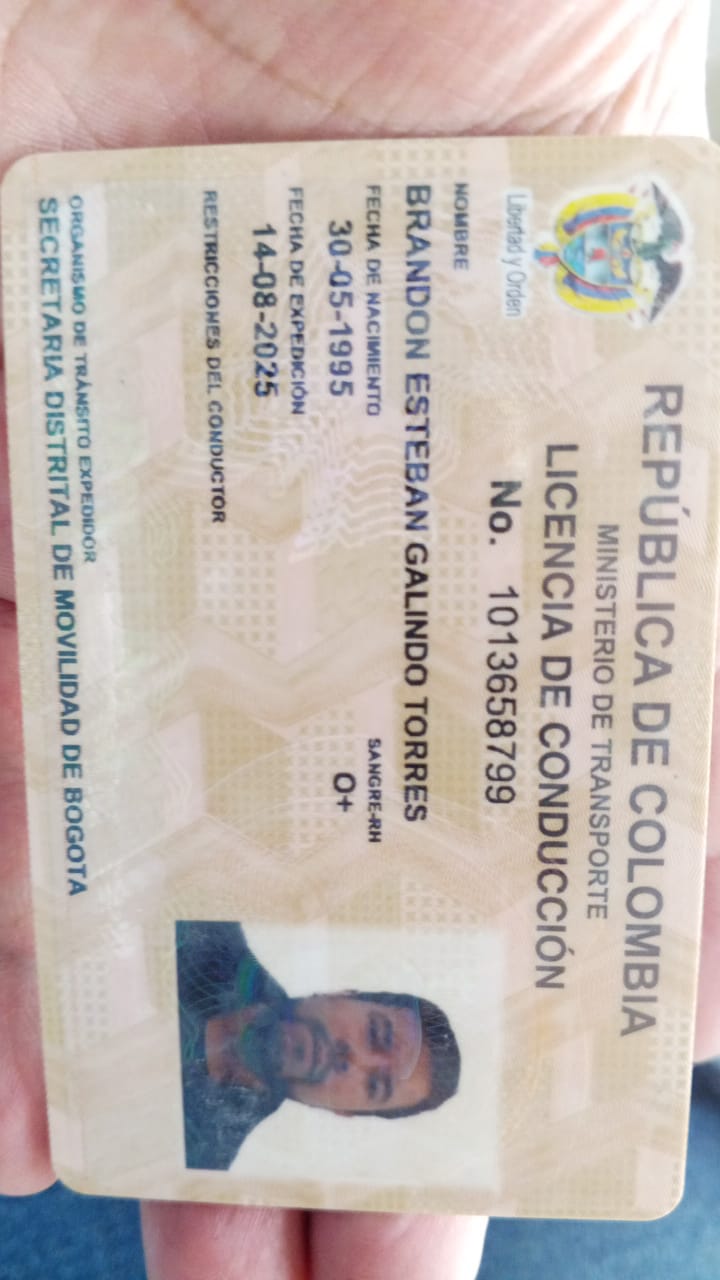 REPÚBLICA DE COLOMBIA
MINISTERIO DE TRANSPORTE
LICENCIA DE CONDUCCIÓN
Libertad y Orden
No. 1013658799
NOMBRE
BRANDON ESTEBAN GALINDO TORRES
FECHA DE NACIMIENTO SANGRE-RH
30-05-1995 O+
FECHA DE EXPEDICIÓN
14-08-2025
RESTRICCIONES DEL CONDUCTOR
ORGANISMO DE TRÁNSITO EXPEDIDOR
SECRETARIA DISTRITAL DE MOVILIDAD DE BOGOTA